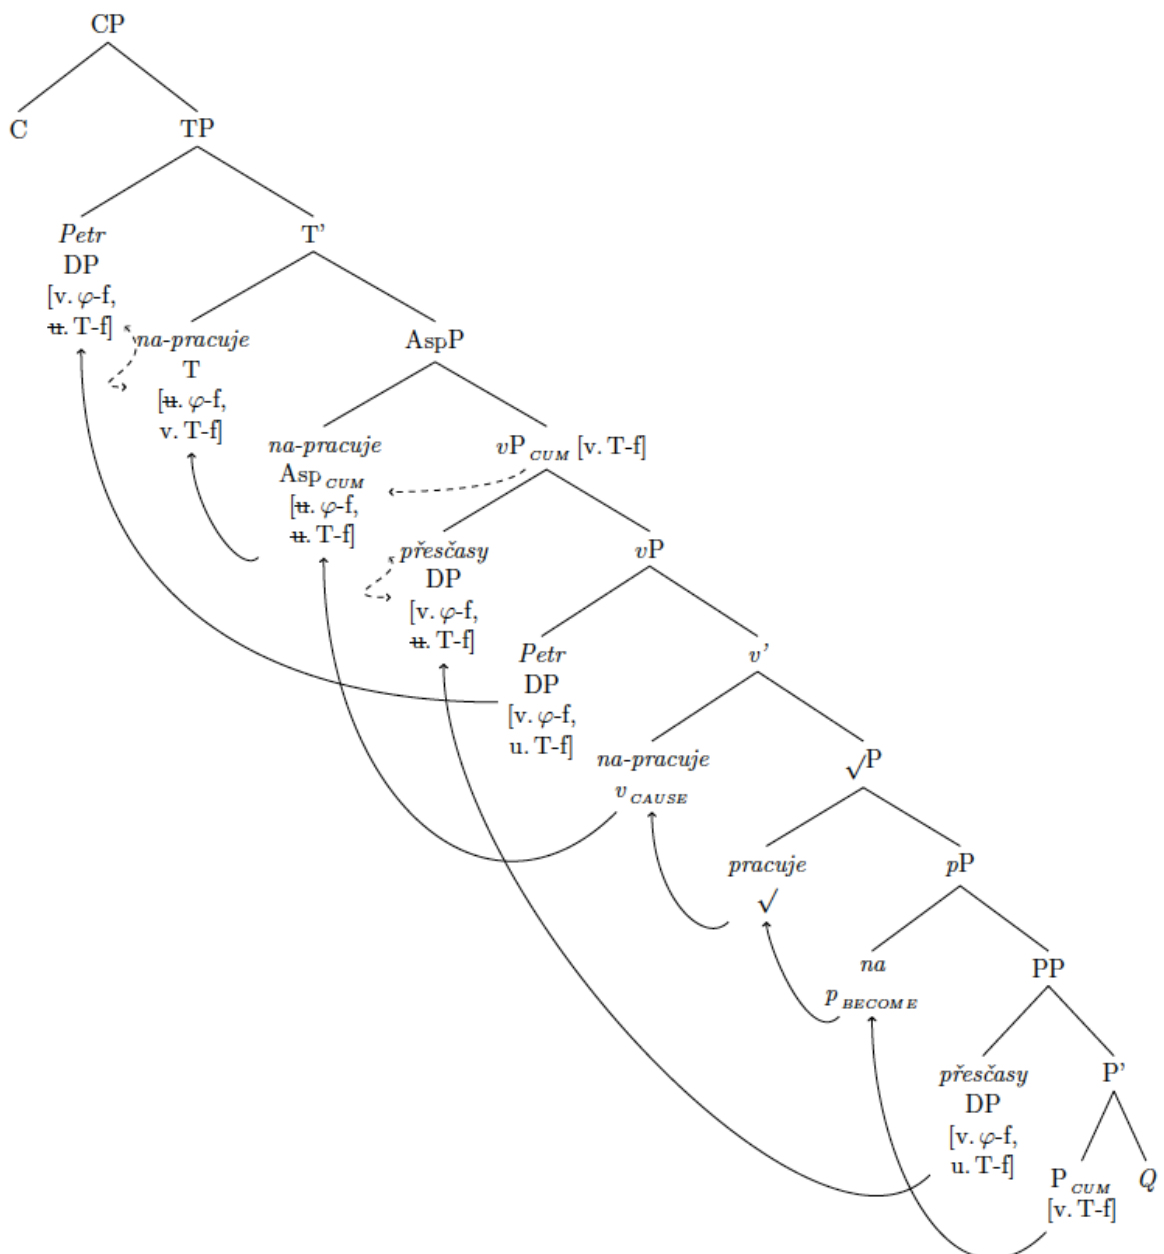 CP
C
TP
Petr
DP
[v. φ-f,
u. T-f]
T'
na-pracuje
T
[u. φ-f,
v. T-f]
AspP
na-pracuje
Asp CUM
[u. φ-f,
u. T-f]
vP CUM [v. T-f]
přesčasy
DP
[v. φ-f,
u. T-f]
vP
Petr
DP
[v. φ-f,
u. T-f]
v'
na-pracuje
v CAUSE
√P
pracuje
√
pP
na
p BECOME
PP
přesčasy
DP
[v. φ-f,
u. T-f]
P'
P CUM
[v. T-f]
Q